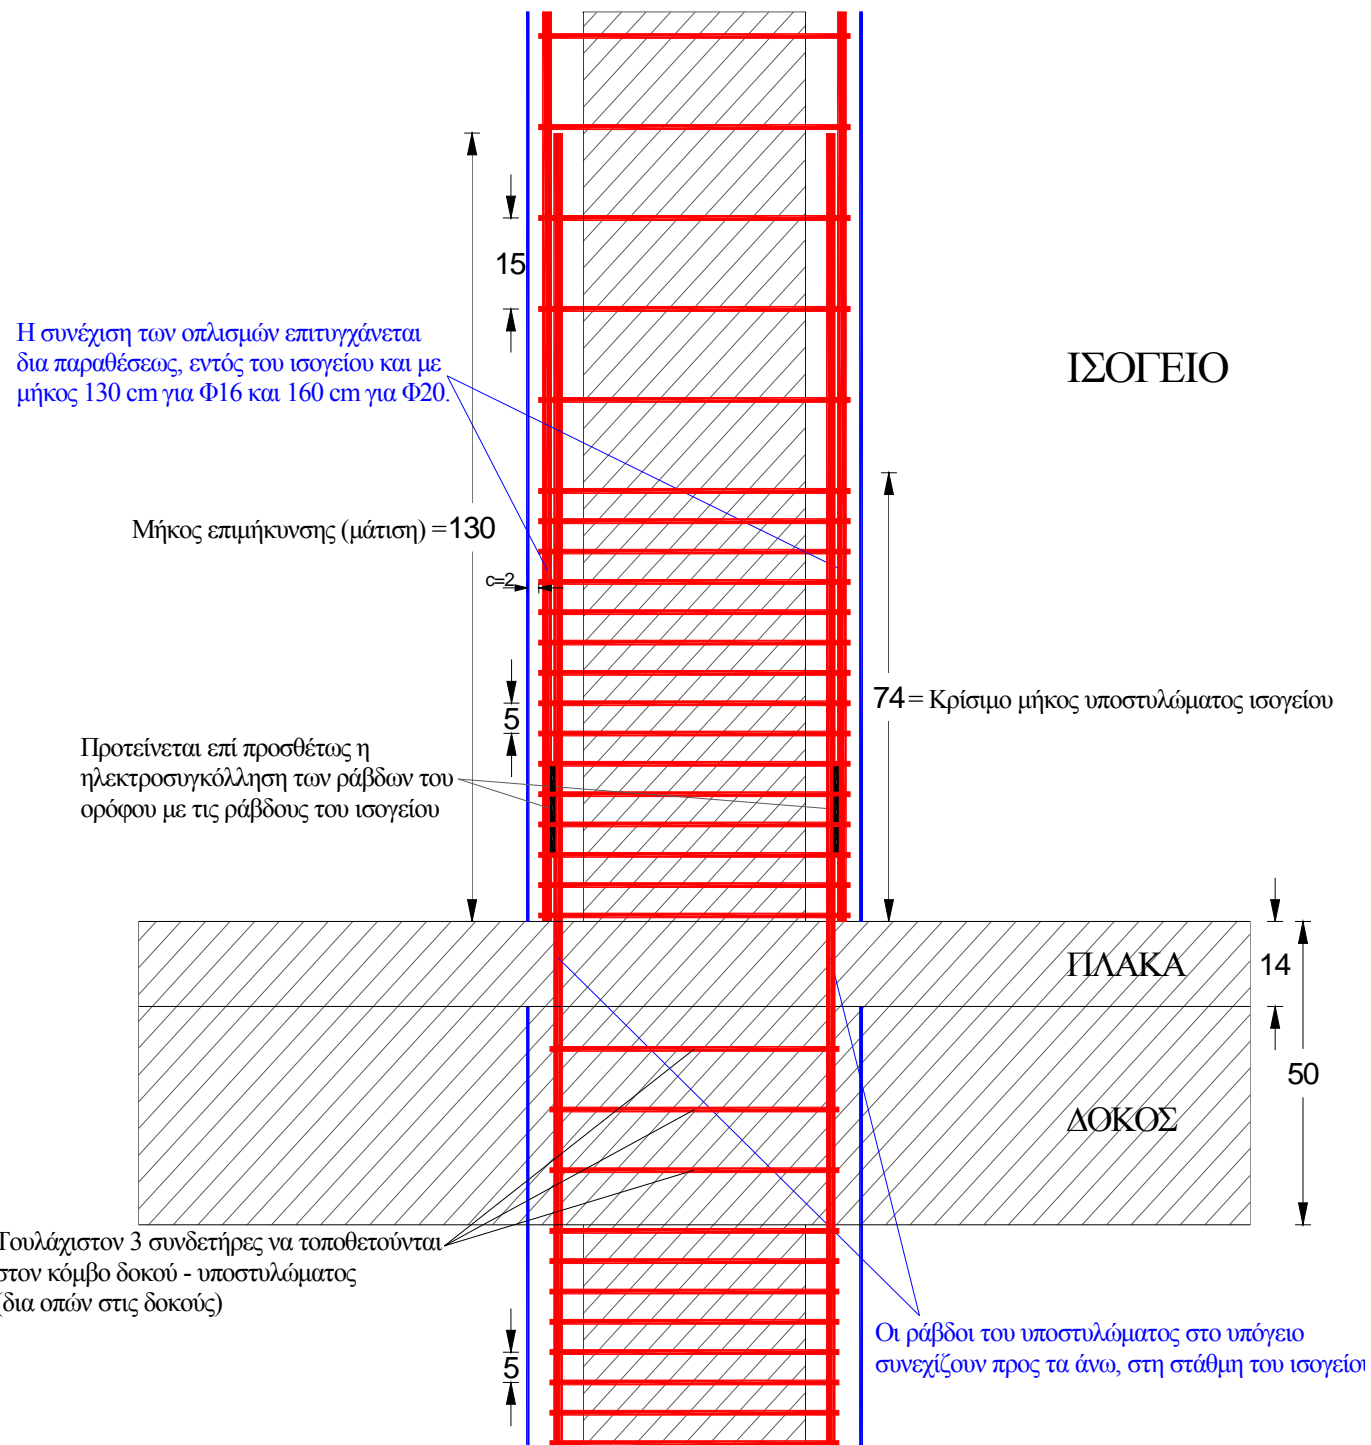 15
Η συνέχιση των οπλισμών επιτυγχάνεται
δια παραθέσεως, εντός του ισογείου και με
μήκος 130 cm για Φ16 και 160 cm για Φ20.
ΙΣΟΓΕΙΟ
Μήκος επιμήκυνσης (μάτιση) =130
c=2
74= Κρίσιμο μήκος υποστυλώματος ισογείου
5
Προτείνεται επί προσθέτως η
ηλεκτροσυγκόλληση των ράβδων του
ορόφου με τις ράβδους του ισογείου
ΠΛΑΚΑ
14
50
ΔΟΚΟΣ
Τουλάχιστον 3 συνδετήρες να τοποθετούνται
στον κόμβο δοκού - υποστυλώματος
(δια οπών στις δοκούς)
5
Οι ράβδοι του υποστυλώματος στο υπόγειο
συνεχίζουν προς τα άνω, στη στάθμη του ισογείου